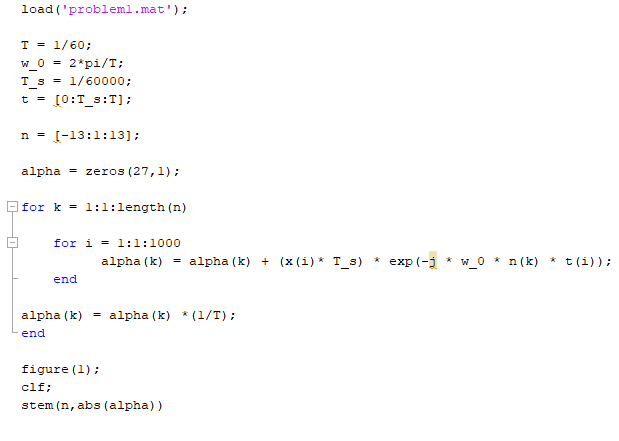 load('problem1.mat');
T = 1/60;
w_0 = 2*pi/T;
T_s = 1/60000;
t = [0:T_s:T];
n = [-13:1:13];
alpha = zeros(27,1);
for k = 1:1:length(n)
for i = 1:1:1000
alpha(k) = alpha(k) + (x(i)* T_s) * exp(-j * w_0 * n(k) * t(i));
end
alpha(k) = alpha(k) *(1/T);
end
figure(1);
clf;
stem(n,abs(alpha))